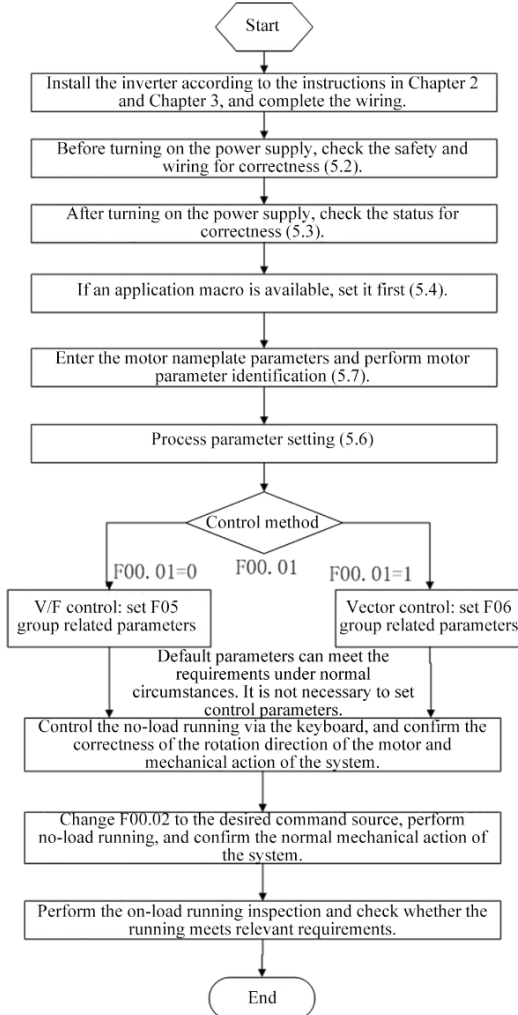 Start
Install the inverter according to the instructions in Chapter 2
and Chapter 3, and complete the wiring.
Before turning on the power supply, check the safety and
wiring for correctness (5.2).
After turning on the power supply, check the status for
correctness (5.3).
If an application macro is available, set it first (5.4).
Enter the motor nameplate parameters and perform motor
parameter identification (5.7).
Process parameter setting (5.6)
Control method
F00. 01=0
F00. 01
F00. 01=1
V/F control: set F05
group related parameters
Vector control: set F06
group related parameters
Default parameters can meet the
requirements under normal
circumstances. It is not necessary to set
control parameters.
Control the no-load running via the keyboard, and confirm the
correctness of the rotation direction of the motor and
mechanical action of the system.
Change F00.02 to the desired command source, perform
no-load running, and confirm the normal mechanical action of
the system.
Perform the on-load running inspection and check whether the
running meets relevant requirements.
End